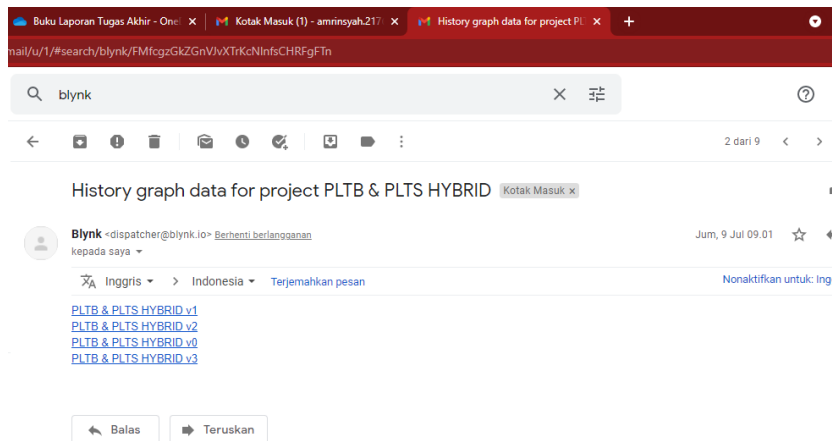 Buku Laporan Tugas Akhir - One
Kotak Masuk (1) - amrinsyah.217
History graph data for project PL
mail/u/1/#search/blynk/FMfcgzGkZGnVJvXTrKcNlnfsCHRFgFTn
blynk
2 dari 9
History graph data for project PLTB & PLTS HYBRID Kotak Masuk x
Blynk <dispatcher@blynk.io> Berhenti berlangganan
Jum, 9 Jul 09.01
kepada saya
Inggris > Indonesia Terjemahkan pesan
Nonaktifkan untuk: Ing
PLTB & PLTS HYBRID v1
PLTB & PLTS HYBRID v2
PLTB & PLTS HYBRID v0
PLTB & PLTS HYBRID v3
Balas
Teruskan